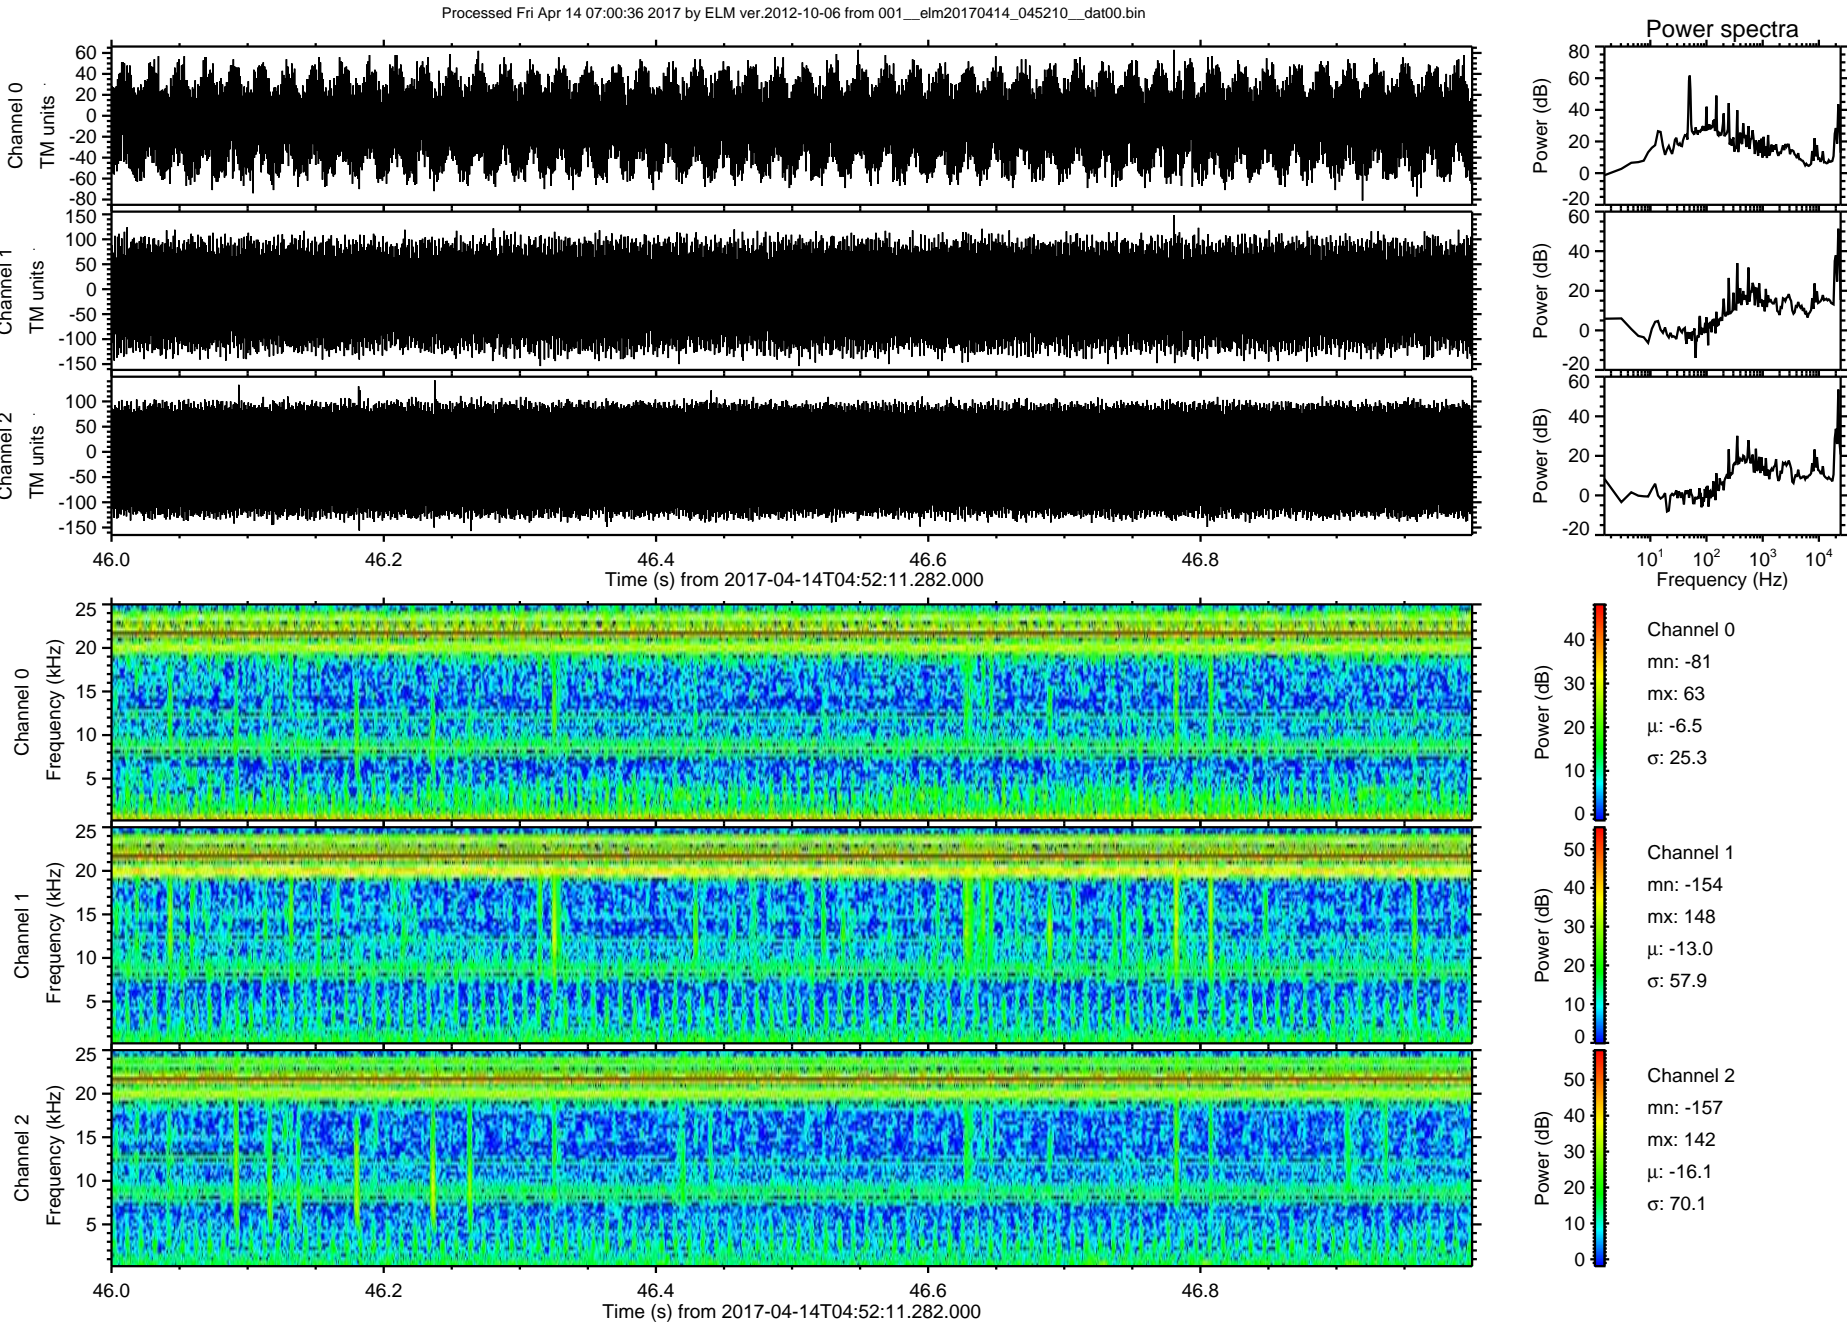 Processed Fri Apr 14 07:00:36 2017 by ELM ver.2012-10-06 from 001__elm20170414_045210__dat00.bin
Power spectra
Channel 0
TM units
60
40
20
0
-20
-40
-60
-80
Power (dB)
80
60
40
20
0
-20
Channel 1
TM units
150
100
50
0
-50
-100
-150
Power (dB)
60
40
20
0
-20
Channel 2
TM units
100
50
0
-50
-100
-150
Power (dB)
60
40
20
0
-20
46.0 46.2 46.4 46.6 46.8
Time (s) from 2017-04-14T04:52:11.282.000
10¹ 10² 10³ 10⁴
Frequency (Hz)
Channel 0
Frequency (kHz)
25
20
15
10
5
Power (dB)
40
30
20
10
0
Channel 0
mn: -81
mx: 63
μ: -6.5
σ: 25.3
Channel 1
Frequency (kHz)
25
20
15
10
5
Power (dB)
50
40
30
20
10
0
Channel 1
mn: -154
mx: 148
μ: -13.0
σ: 57.9
Channel 2
Frequency (kHz)
25
20
15
10
5
Power (dB)
50
40
30
20
10
0
Channel 2
mn: -157
mx: 142
μ: -16.1
σ: 70.1
46.0 46.2 46.4 46.6 46.8
Time (s) from 2017-04-14T04:52:11.282.000